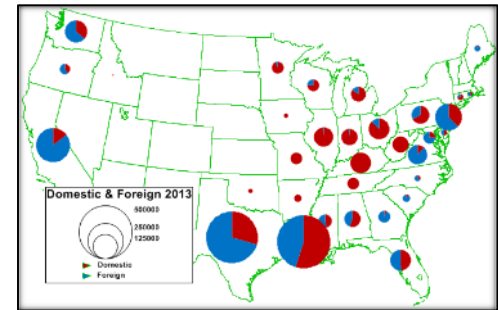 Domestic & Foreign 2013
500000
250000
125000
Domestic
Foreign